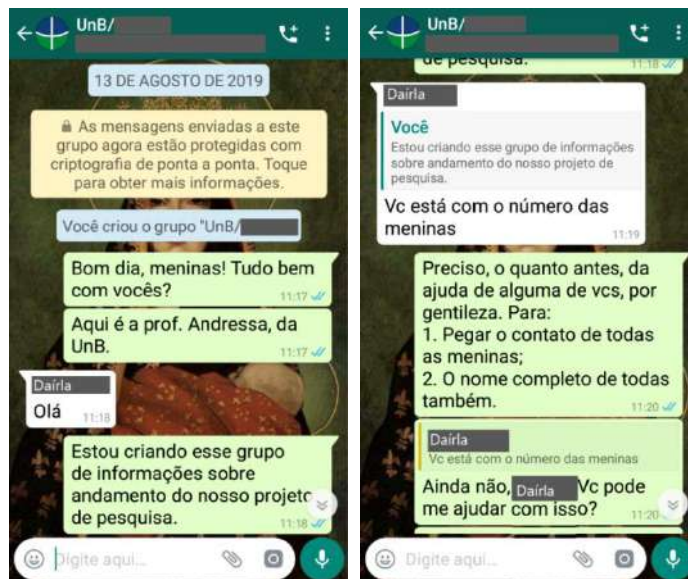 UnB/
13 DE AGOSTO DE 2019
As mensagens enviadas a este
grupo agora estão protegidas com
criptografia de ponta a ponta. Toque
para obter mais informações.
Você criou o grupo "UnB/
Bom dia, meninas! Tudo bem
com vocês?
11:17
Aqui é a prof. Andressa, da
UnB.
11:17
Daírla
Olá
11:18
Estou criando esse grupo
de informações sobre
andamento do nosso projeto
de pesquisa.
11:18
Digite aqui...
UnB/
de pesquisa.
11:18
Daírla
Você
Estou criando esse grupo de informações
sobre andamento do nosso projeto de
pesquisa.
Vc está com o número das
meninas
11:19
Preciso, o quanto antes, da
ajuda de alguma de vcs, por
gentileza. Para:
1. Pegar o contato de todas
as meninas;
2. O nome completo de todas
também.
11:20
Daírla
Vc está com o número das meninas
Ainda não, Daírla Vc pode
me ajudar com isso?
11:20
Digite aqui...